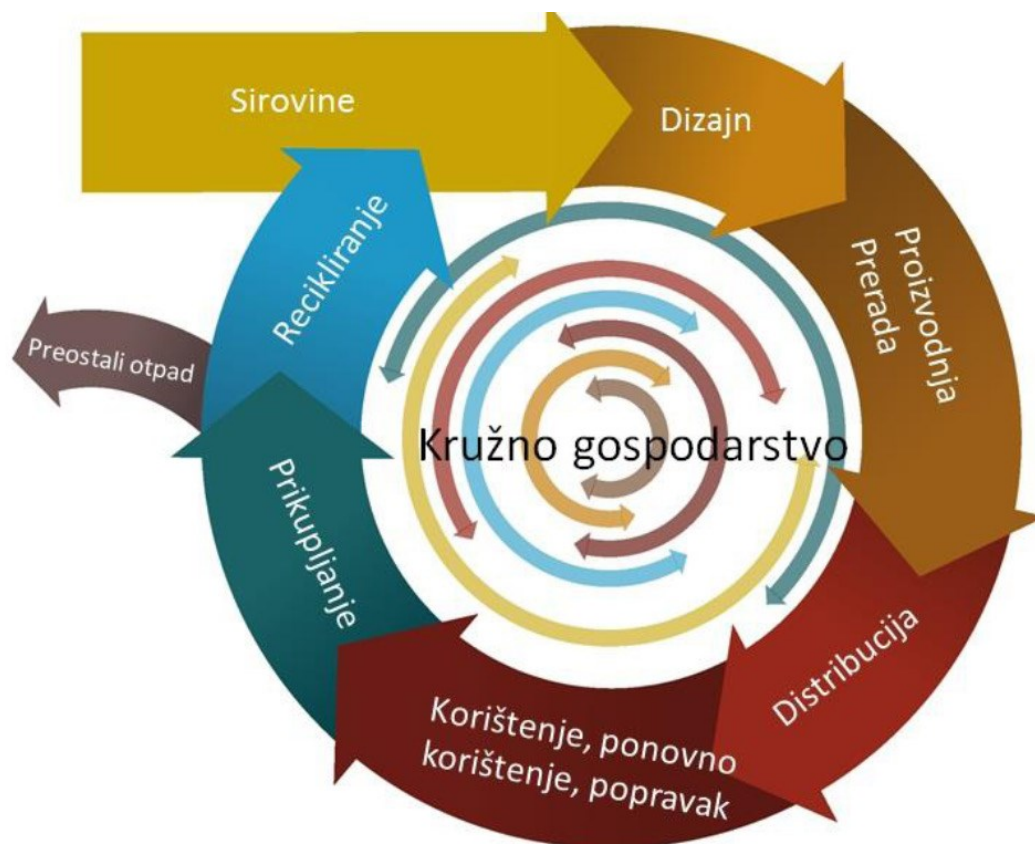 Sirovine
Dizajn
Proizvodnja
Prerada
Distribucija
Korištenje, ponovno
korištenje, popravak
Prikupljanje
Recikliranje
Preostali otpad
Kružno gospodarstvo